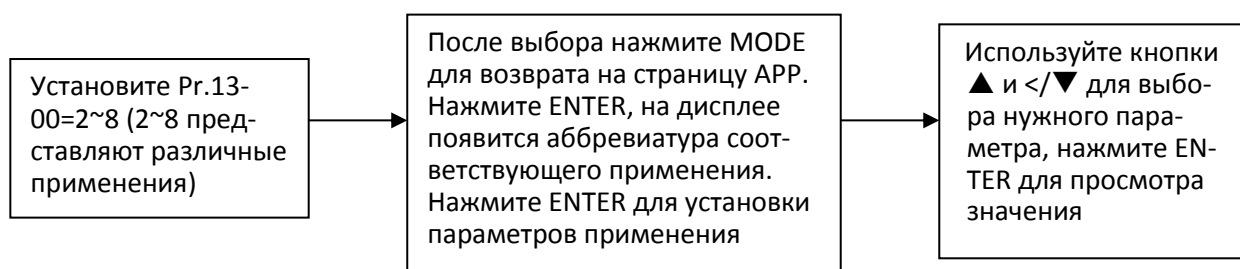 Установите Pr.13-
00=2~8 (2~8 пред-
ставляют различные
применения)
После выбора нажмите MODE
для возврата на страницу APP.
Нажмите ENTER, на дисплее
появится аббревиатура соот-
ветствующего применения.
Нажмите ENTER для установки
параметров применения
Используйте кнопки
▲ и </▼ для выбо-
ра нужного пара-
метра, нажмите EN-
TER для просмотра
значения